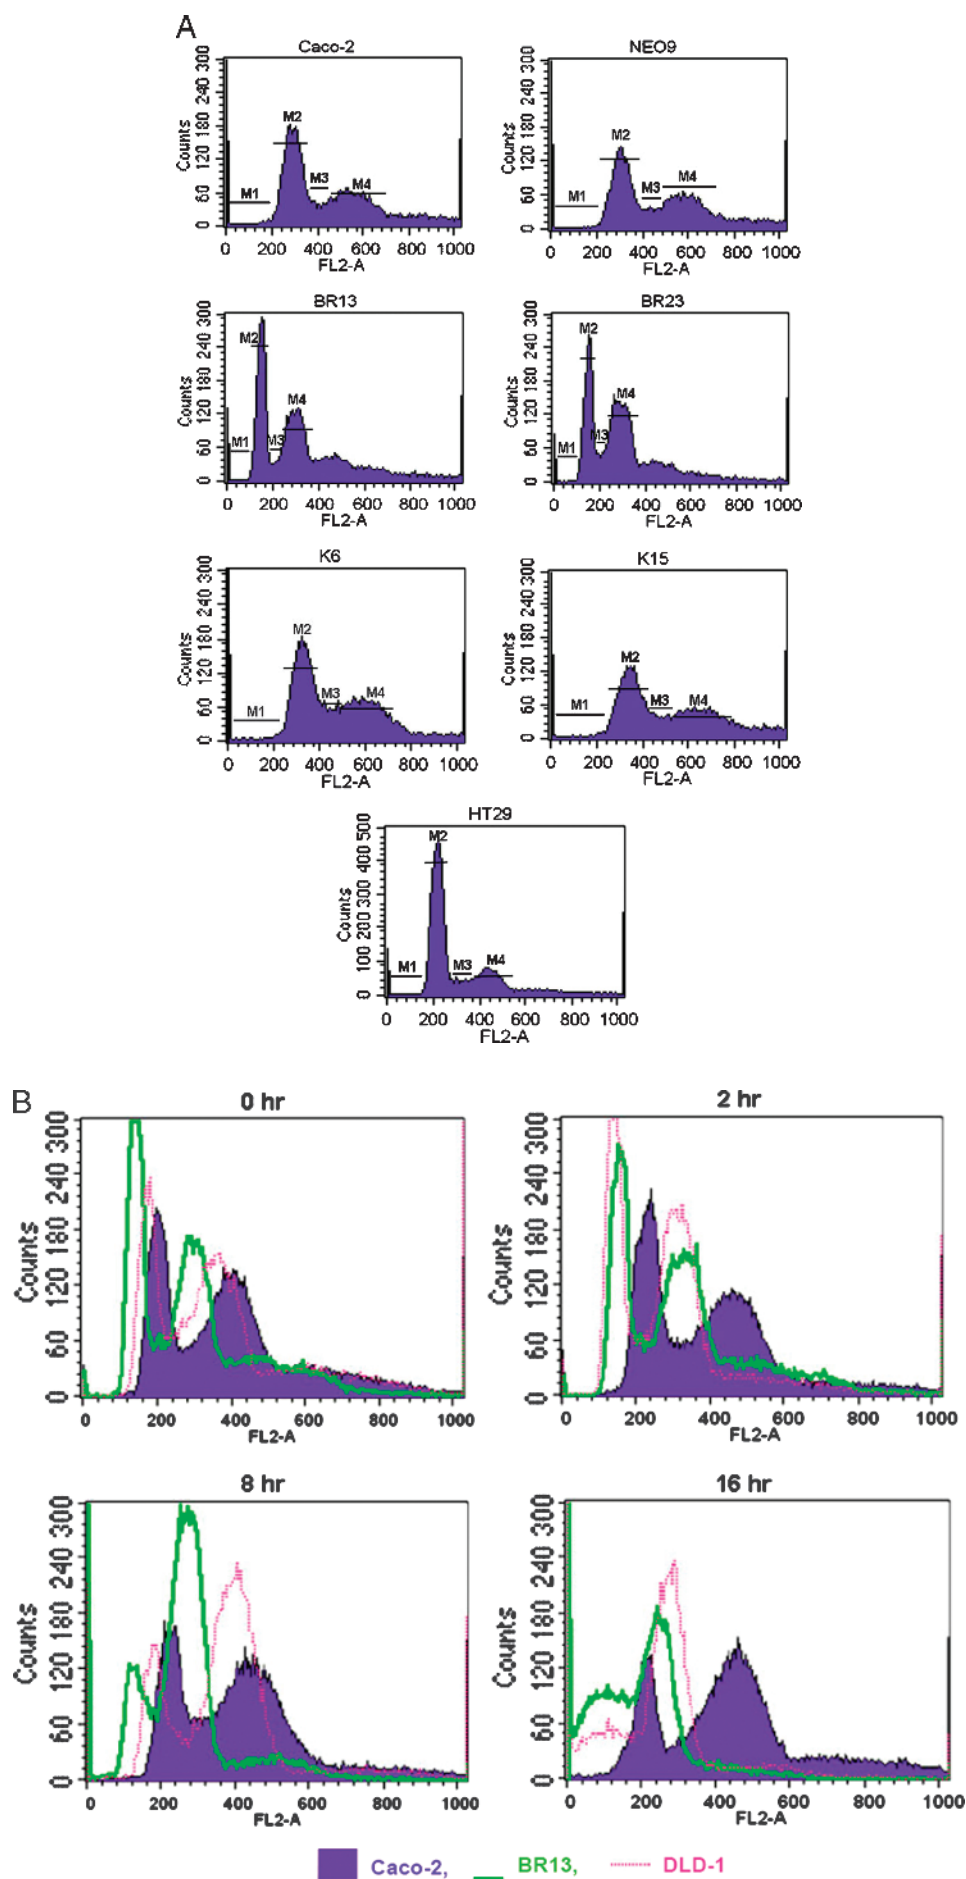 A
Caco-2
NEO9
Counts
0 60 120 180 240 300
M1
M2
M3
M4
0 200 400 600 800 1000
FL2-A
Counts
0 60 120 180 240 300
M1
M2
M3
M4
0 200 400 600 800 1000
FL2-A
BR13
BR23
Counts
0 60 120 180 240 300
M1
M2
M3
M4
0 200 400 600 800 1000
FL2-A
Counts
0 60 120 180 240 300
M1
M2
M3
M4
0 200 400 600 800 1000
FL2-A
K6
K15
Counts
0 60 120 180 240 300
M1
M2
M3
M4
0 200 400 600 800 1000
FL2-A
Counts
0 60 120 180 240 300
M1
M2
M3
M4
0 200 400 600 800 1000
FL2-A
HT29
Counts
0 100 200 300 400 500
M1
M2
M3
M4
0 200 400 600 800 1000
FL2-A
B
0 hr
2 hr
Counts
0 60 120 180 240 300
0 200 400 600 800 1000
FL2-A
Counts
0 60 120 180 240 300
0 200 400 600 800 1000
FL2-A
8 hr
16 hr
Counts
0 60 120 180 240 300
0 200 400 600 800 1000
FL2-A
Counts
0 60 120 180 240 300
0 200 400 600 800 1000
FL2-A
Caco-2, BR13, DLD-1